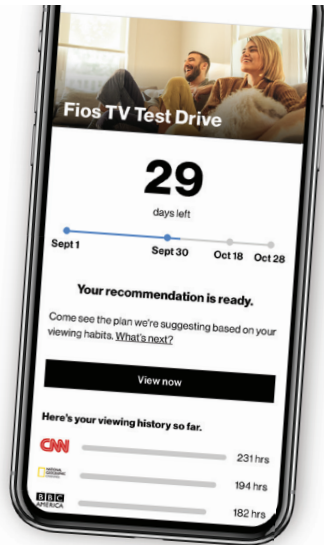 Fios TV Test Drive
29
days left
Sept 1 Sept 30 Oct 18 Oct 28
Your recommendation is ready.
Come see the plan we're suggesting based on your
viewing habits. What's next?
View now
Here's your viewing history so far.
CNN 231 hrs
NATIONAL GEOGRAPHIC 194 hrs
BBC AMERICA 182 hrs